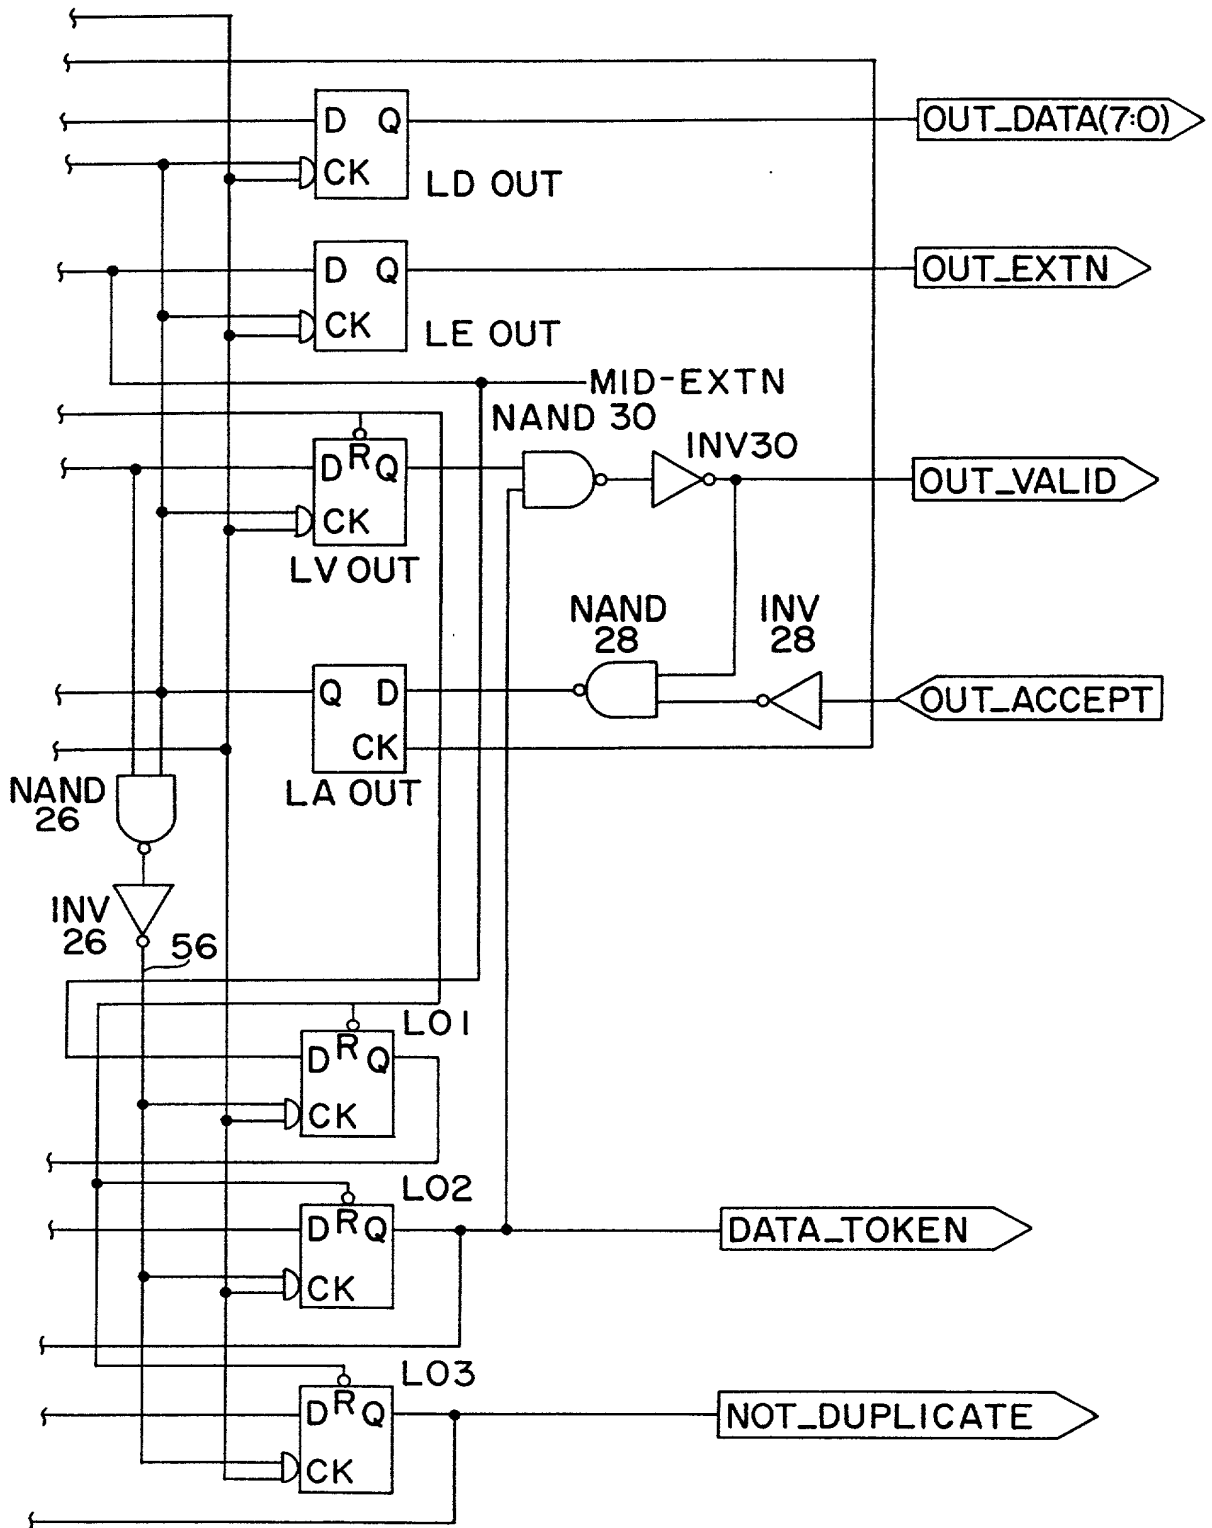 D Q
OUT_DATA(7:0)
CK
LD OUT
D Q
OUT_EXTN
CK
LE OUT
MID-EXTN
NAND 30
INV30
D R Q
OUT_VALID
CK
LV OUT
NAND
28
INV
28
Q D
OUT_ACCEPT
CK
LA OUT
NAND
26
INV
26
56
LO1
D R Q
CK
LO2
D R Q
DATA_TOKEN
CK
LO3
D R Q
NOT_DUPLICATE
CK